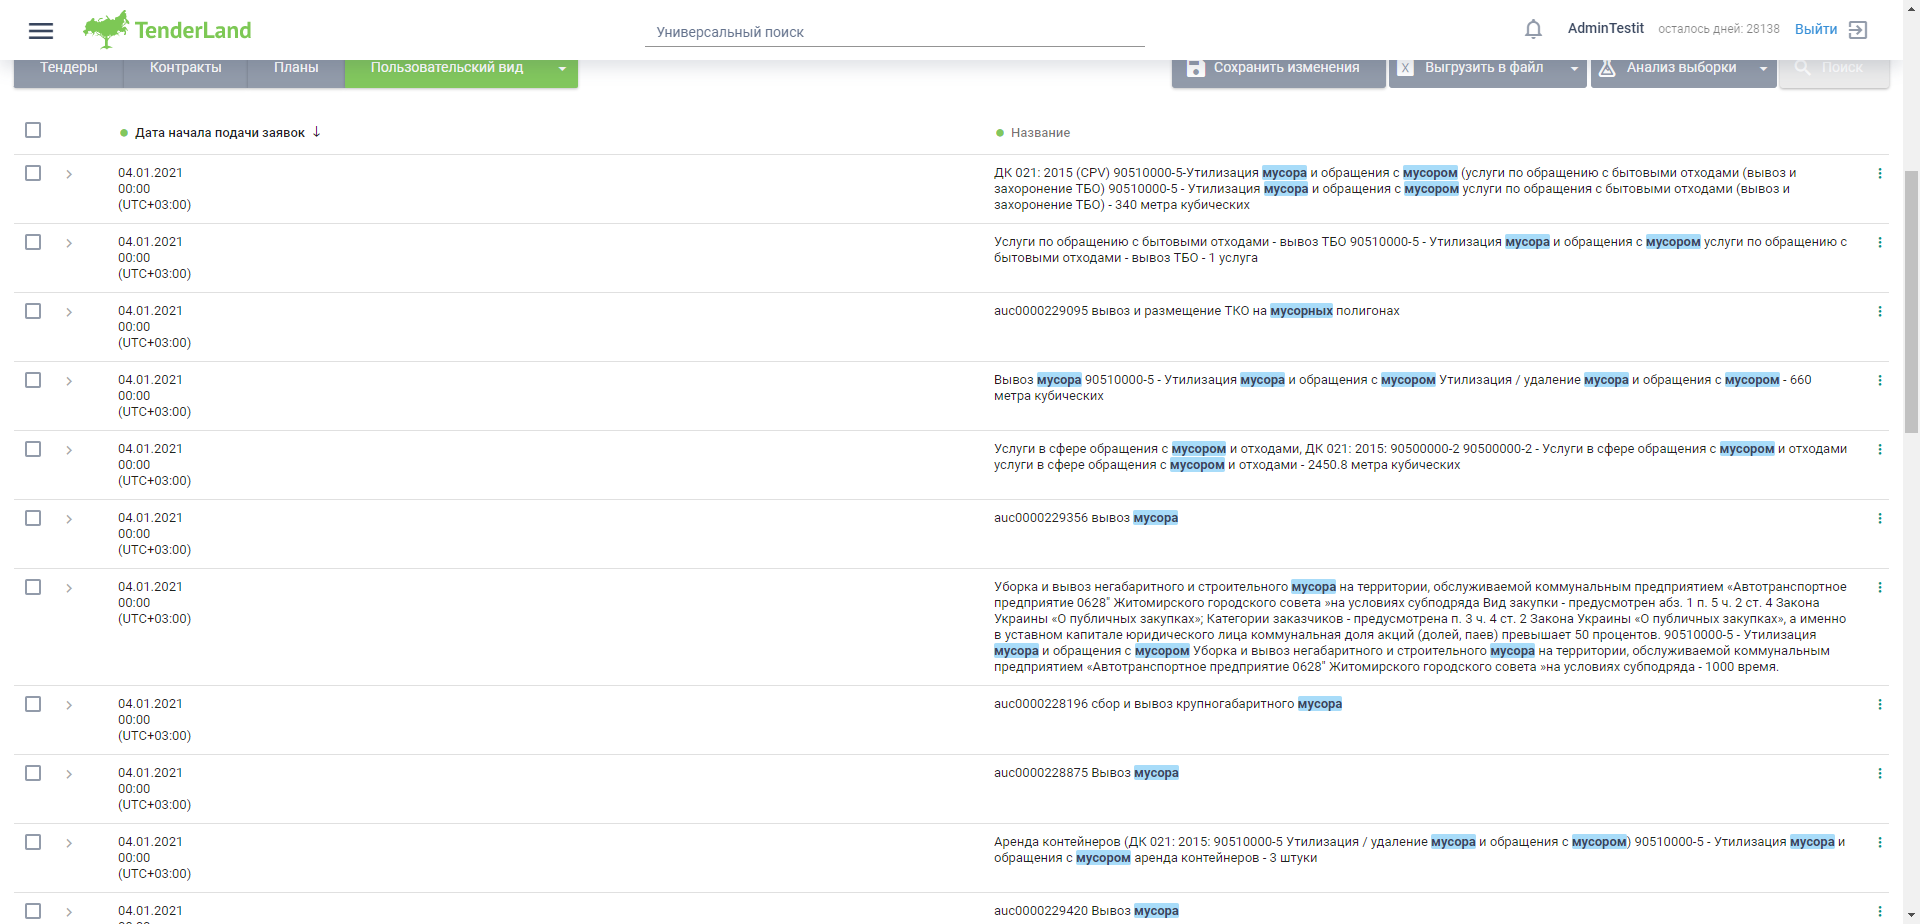 TenderLand
Универсальный поиск
AdminTestit осталось дней: 28138 Выйти
Тендеры Контракты Планы Пользовательский вид
Сохранить изменения X Выгрузить в файл Анализ выборки Поиск
Дата начала подачи заявок Название
04.01.2021
00:00
(UTC+03:00)
ДК 021: 2015 (CPV) 90510000-5-Утилизация мусора и обращения с мусором (услуги по обращению с бытовыми отходами (вывоз и
захоронение ТБО) 90510000-5 - Утилизация мусора и обращения с мусором услуги по обращению с бытовыми отходами (вывоз и
захоронение ТБО) - 340 метра кубических
04.01.2021
00:00
(UTC+03:00)
Услуги по обращению с бытовыми отходами - вывоз ТБО 90510000-5 - Утилизация мусора и обращения с мусором услуги по обращению с
бытовыми отходами - вывоз ТБО - 1 услуга
04.01.2021
00:00
(UTC+03:00)
auc0000229095 вывоз и размещение ТКО на мусорных полигонах
04.01.2021
00:00
(UTC+03:00)
Вывоз мусора 90510000-5 - Утилизация мусора и обращения с мусором Утилизация / удаление мусора и обращения с мусором - 660
метра кубических
04.01.2021
00:00
(UTC+03:00)
Услуги в сфере обращения с мусором и отходами, ДК 021: 2015: 90500000-2 90500000-2 - Услуги в сфере обращения с мусором и отходами
услуги в сфере обращения с мусором и отходами - 2450.8 метра кубических
04.01.2021
00:00
(UTC+03:00)
auc0000229356 вывоз мусора
04.01.2021
00:00
(UTC+03:00)
Уборка и вывоз негабаритного и строительного мусора на территории, обслуживаемой коммунальным предприятием «Автотранспортное
предприятие 0628" Житомирского городского совета »на условиях субподряда Вид закупки - предусмотрен абз. 1 п. 5 ч. 2 ст. 4 Закона
Украины «О публичных закупках»; Категории заказчиков - предусмотрена п. 3 ч. 4 ст. 2 Закона Украины «О публичных закупках», а именно
в уставном капитале юридического лица коммунальная доля акций (долей, паев) превышает 50 процентов. 90510000-5 - Утилизация
мусора и обращения с мусором Уборка и вывоз негабаритного и строительного мусора на территории, обслуживаемой коммунальным
предприятием «Автотранспортное предприятие 0628" Житомирского городского совета »на условиях субподряда - 1000 время.
04.01.2021
00:00
(UTC+03:00)
auc0000228196 сбор и вывоз крупногабаритного мусора
04.01.2021
00:00
(UTC+03:00)
auc0000228875 Вывоз мусора
04.01.2021
00:00
(UTC+03:00)
Аренда контейнеров (ДК 021: 2015: 90510000-5 Утилизация / удаление мусора и обращения с мусором) 90510000-5 - Утилизация мусора и
обращения с мусором аренда контейнеров - 3 штуки
04.01.2021
auc0000229420 Вывоз мусора